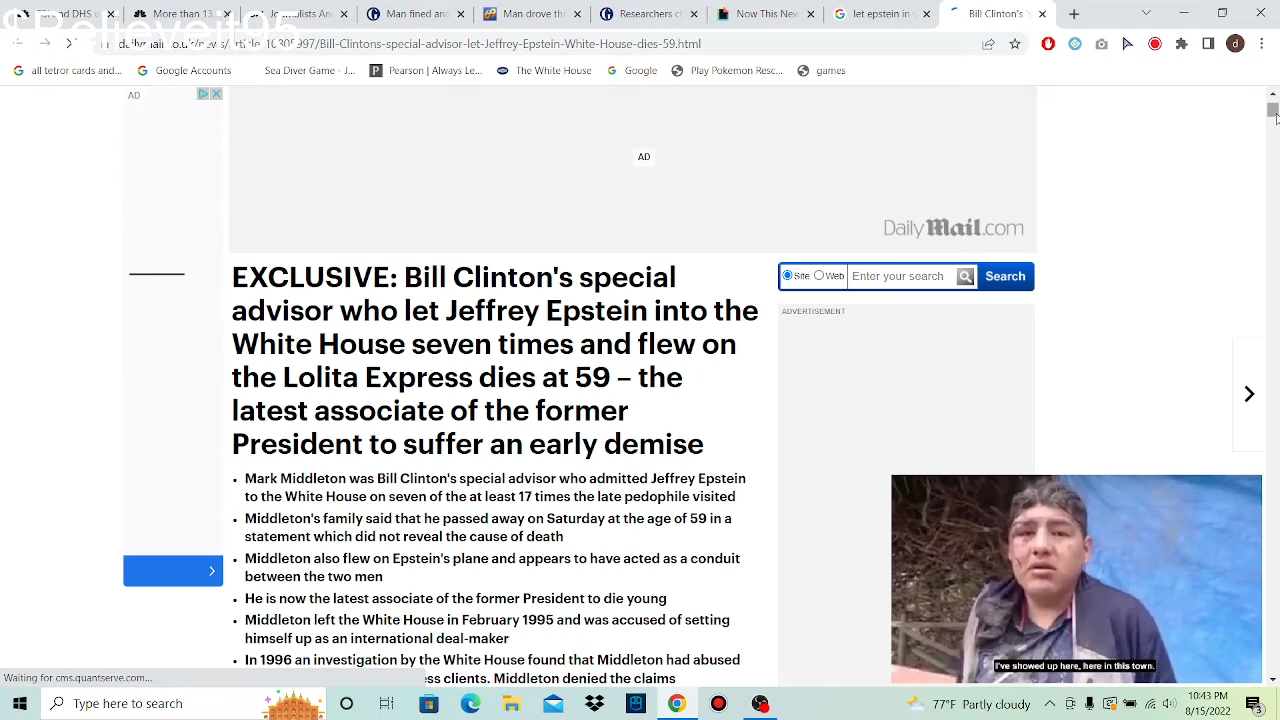 More DHS
Man fined and
Man drove thro
Researchers cl
Now This Nev
let epstein in v
Bill Clinton's
Bill-Clintons-special-advisor-let-Jeffrey-Epstein-White-House-dies-59.html
all tetor cards and...
Google Accounts
Sea Diver Game - J...
Pearson | Always Le...
The White House
Google
Play Pokemon Resc...
games
AD
AD
DailyMail.com
EXCLUSIVE: Bill Clinton's special
advisor who let Jeffrey Epstein into the
White House seven times and flew on
the Lolita Express dies at 59 – the
latest associate of the former
President to suffer an early demise
Site Web Enter your search Search
ADVERTISEMENT
• Mark Middleton was Bill Clinton's special advisor who admitted Jeffrey Epstein
to the White House on seven of the at least 17 times the late pedophile visited
• Middleton's family said that he passed away on Saturday at the age of 59 in a
statement which did not reveal the cause of death
• Middleton also flew on Epstein's plane and appears to have acted as a conduit
between the two men
• He is now the latest associate of the former President to die young
• Middleton left the White House in February 1995 and was accused of setting
himself up as an international deal-maker
• In 1996 an investigation by the White House found that Middleton had abused
ess clients. Middleton denied the claims
I've showed up here, here in this town.
Waiting for cms.quantserve.com...
Type here to search
77°F Partly cloudy
10:43 PM
8/15/2022
3